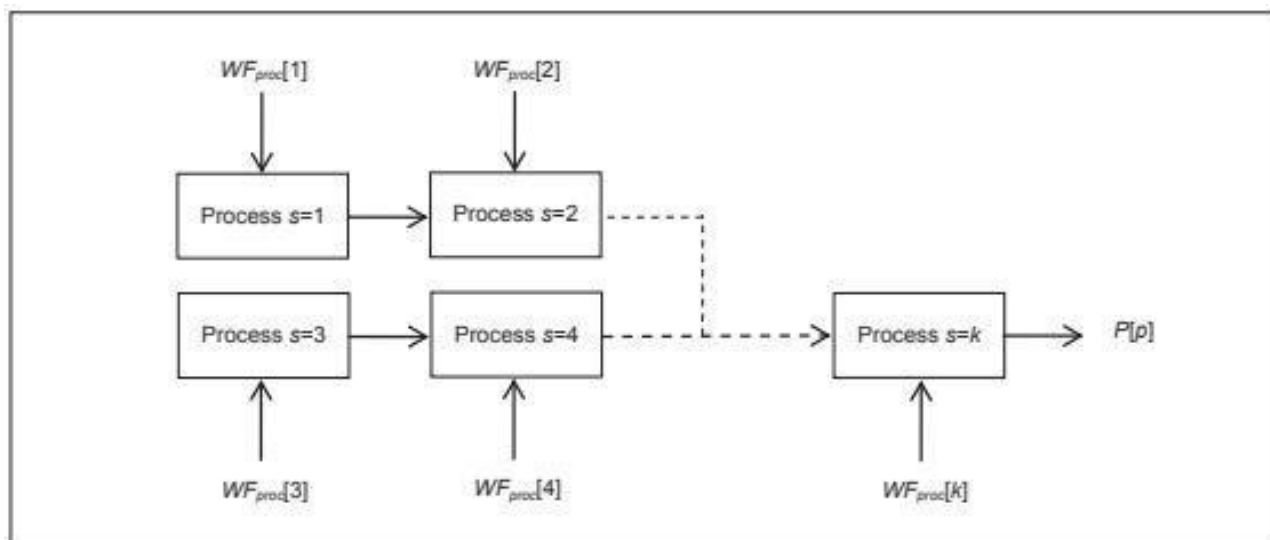 WFproc[1] WFproc[2]
Process s=1 Process s=2
Process s=3 Process s=4 Process s=k P[p]
WFproc[3] WFproc[4] WFproc[k]